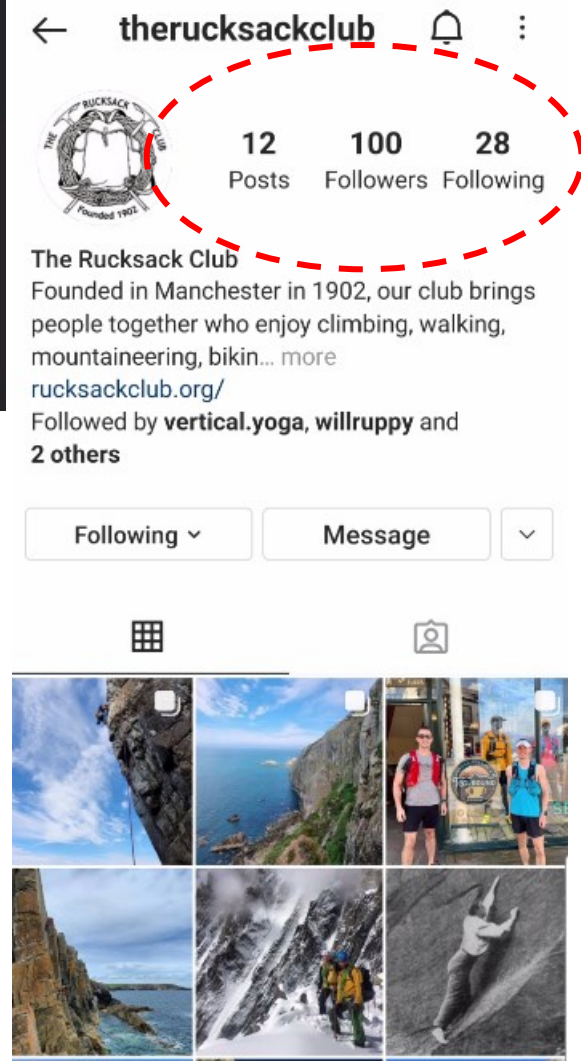 therucksackclub
THE RUCKSACK CLUB
Founded 1902
12 100 28
Posts Followers Following
The Rucksack Club
Founded in Manchester in 1902, our club brings
people together who enjoy climbing, walking,
mountaineering, bikin... more
rucksackclub.org/
Followed by vertical.yoga, willruppy and
2 others
Following Message